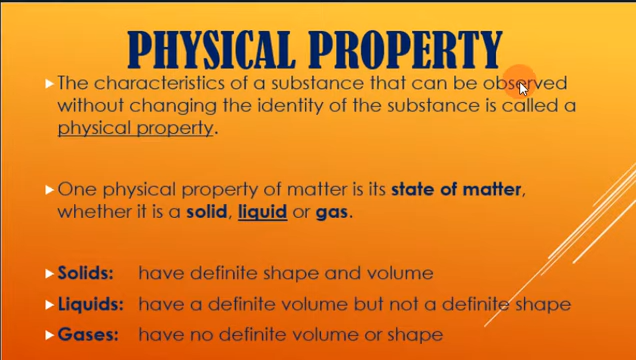 PHYSICAL PROPERTY
The characteristics of a substance that can be observed
without changing the identity of the substance is called a
physical property.
One physical property of matter is its state of matter,
whether it is a solid, liquid or gas.
Solids: have definite shape and volume
Liquids: have a definite volume but not a definite shape
Gases: have no definite volume or shape